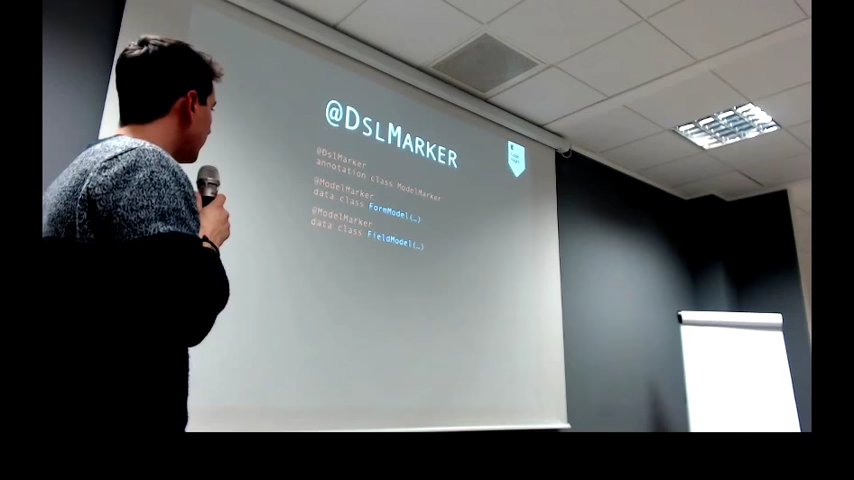 @DslMarker
@DslMarker
annotation class ModelMarker
@ModelMarker
data class FormModel(…)
@ModelMarker
data class FieldModel(…)